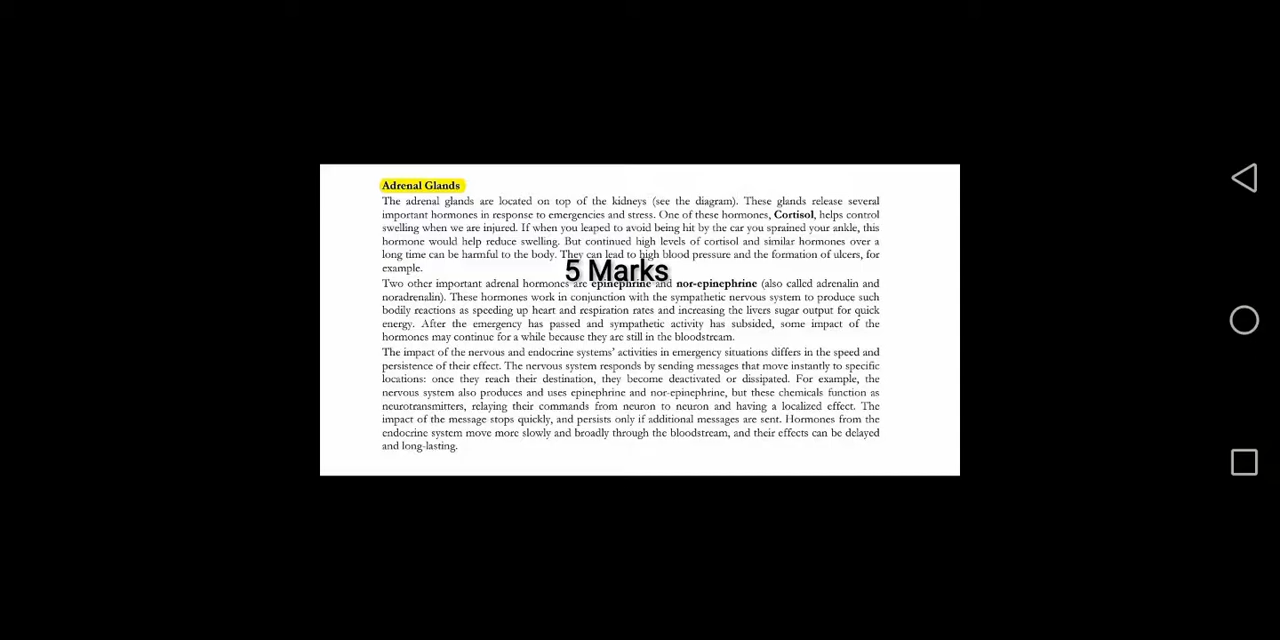 Adrenal Glands
The adrenal glands are located on top of the kidneys (see the diagram). These glands release several
important hormones in response to emergencies and stress. One of these hormones, Cortisol, helps control
swelling when we are injured. If when you leaped to avoid being hit by the car you sprained your ankle, this
hormone would help reduce swelling. But continued high levels of cortisol and similar hormones over a
long time can be harmful to the body. They can lead to high blood pressure and the formation of ulcers, for
example.
5 Marks
Two other important adrenal hormones are epinephrine and nor-epinephrine (also called adrenalin and
noradrenalin). These hormones work in conjunction with the sympathetic nervous system to produce such
bodily reactions as speeding up heart and respiration rates and increasing the livers sugar output for quick
energy. After the emergency has passed and sympathetic activity has subsided, some impact of the
hormones may continue for a while because they are still in the bloodstream.
The impact of the nervous and endocrine systems' activities in emergency situations differs in the speed and
persistence of their effect. The nervous system responds by sending messages that move instantly to specific
locations: once they reach their destination, they become deactivated or dissipated. For example, the
nervous system also produces and uses epinephrine and nor-epinephrine, but these chemicals function as
neurotransmitters, relaying their commands from neuron to neuron and having a localized effect. The
impact of the message stops quickly, and persists only if additional messages are sent. Hormones from the
endocrine system move more slowly and broadly through the bloodstream, and their effects can be delayed
and long-lasting.